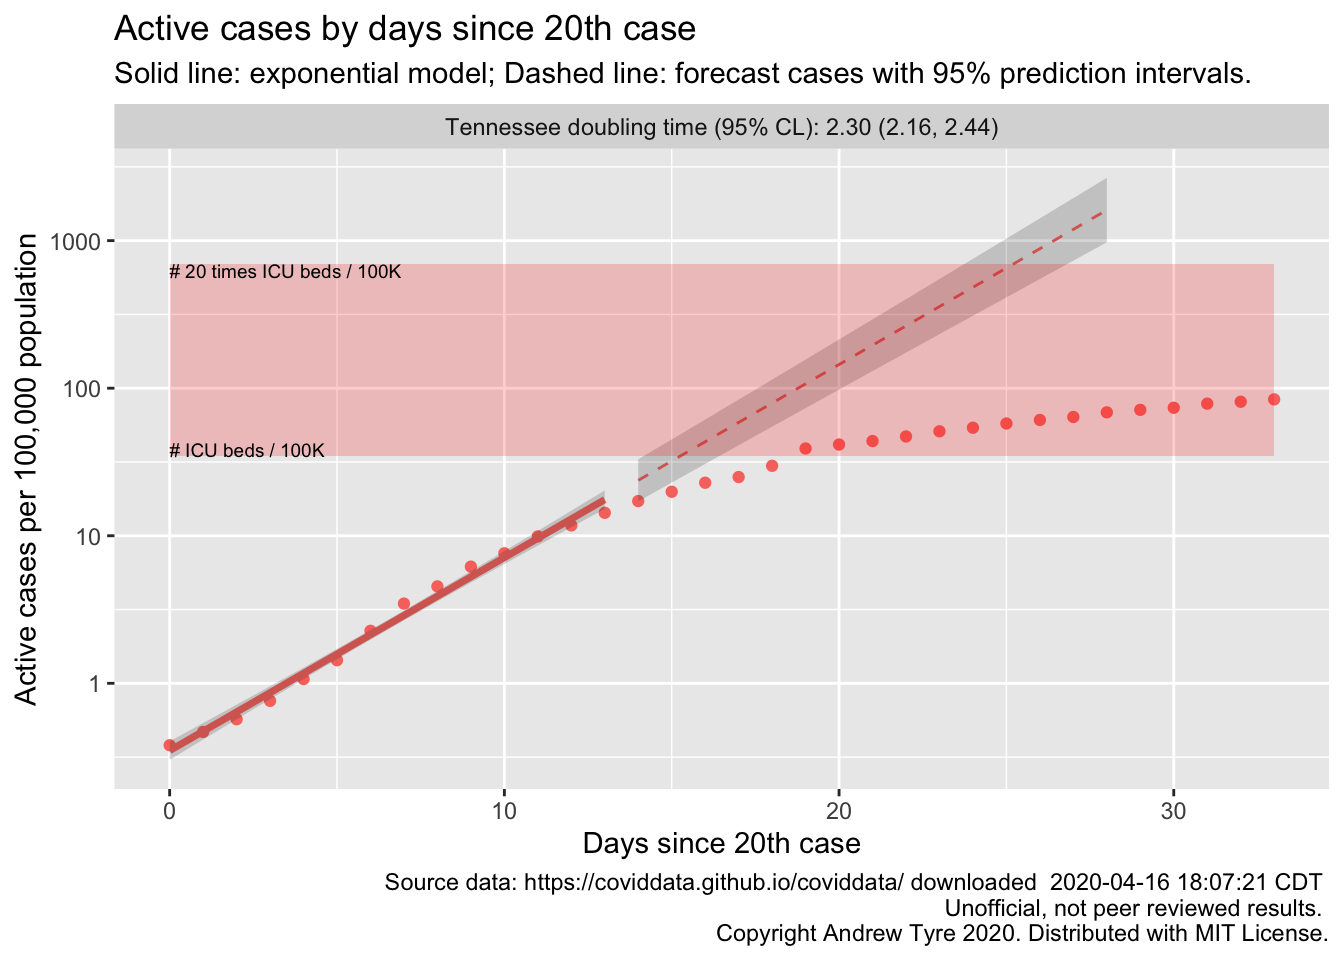 Active cases by days since 20th case
Solid line: exponential model; Dashed line: forecast cases with 95% prediction intervals.
Tennessee doubling time (95% CL): 2.30 (2.16, 2.44)
Active cases per 100,000 population
1000
100
10
1
# 20 times ICU beds / 100K
# ICU beds / 100K
0
10
20
30
Days since 20th case
Source data: https://coviddata.github.io/coviddata/ downloaded  2020-04-16 18:07:21 CDT
Unofficial, not peer reviewed results.
Copyright Andrew Tyre 2020. Distributed with MIT License.